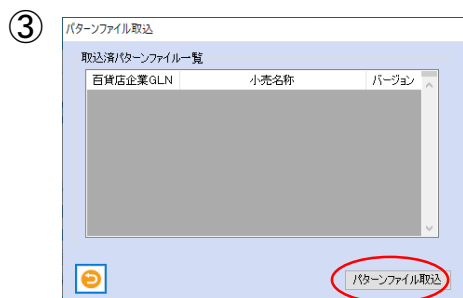 ③
パターンファイル取込
取込済パターンファイル一覧
百貨店企業GLN 小売名称 バージョン
パターンファイル取込